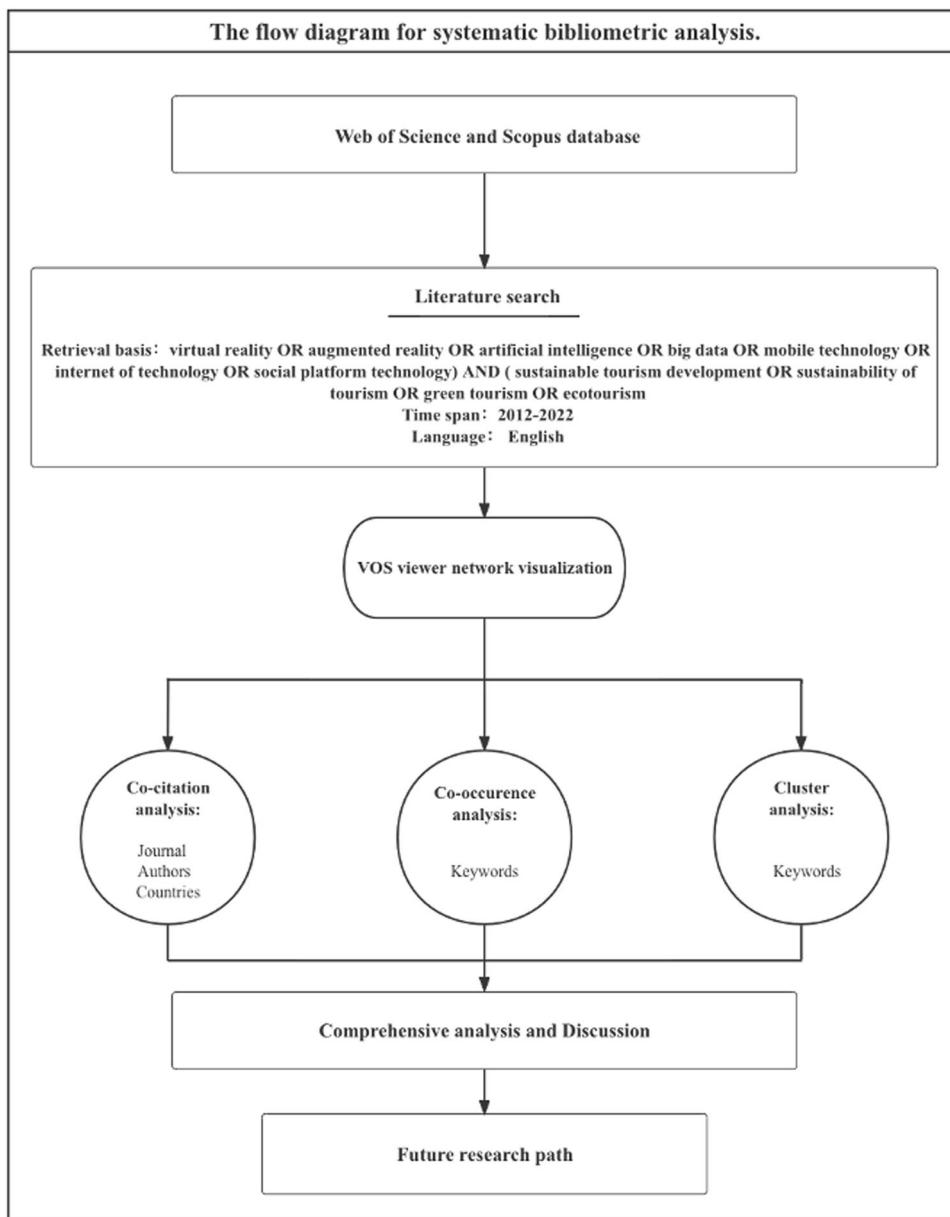 The flow diagram for systematic bibliometric analysis.
Web of Science and Scopus database
Literature search
Retrieval basis： virtual reality OR augmented reality OR artificial intelligence OR big data OR mobile technology OR
internet of technology OR social platform technology) AND ( sustainable tourism development OR sustainability of
tourism OR green tourism OR ecotourism
Time span： 2012-2022
Language： English
VOS viewer network visualization
Co-citation
analysis:
Journal
Authors
Countries
Co-occurence
analysis:
Keywords
Cluster
analysis:
Keywords
Comprehensive analysis and Discussion
Future research path